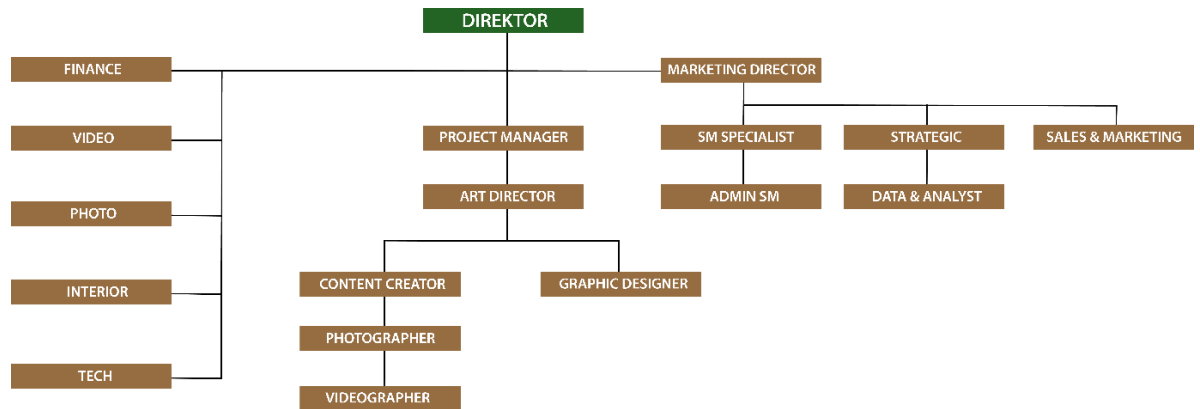 DIREKTOR
FINANCE
MARKETING DIRECTOR
VIDEO
PROJECT MANAGER
SM SPECIALIST
STRATEGIC
SALES & MARKETING
ART DIRECTOR
ADMIN SM
DATA & ANALYST
PHOTO
CONTENT CREATOR
GRAPHIC DESIGNER
INTERIOR
PHOTOGRAPHER
TECH
VIDEOGRAPHER